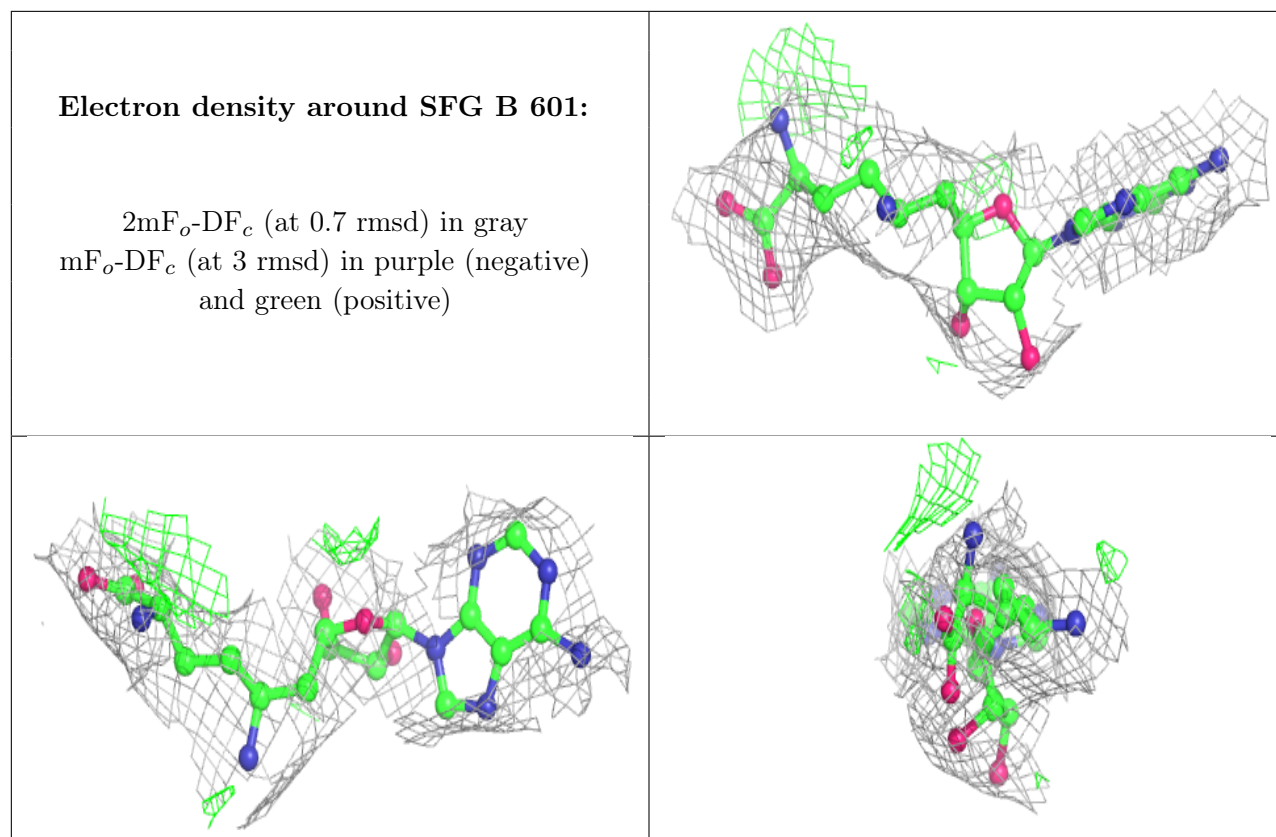 Electron density around SFG B 601:
2mFo-DFc (at 0.7 rmsd) in gray
mFo-DFc (at 3 rmsd) in purple (negative)
and green (positive)